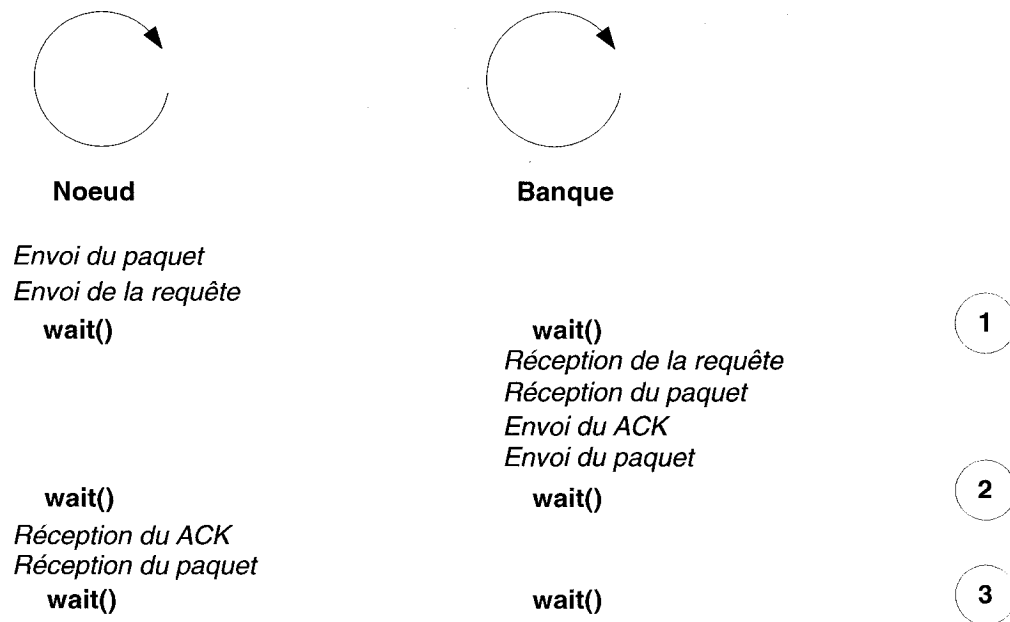 Noeud
Banque
Envoi du paquet
Envoi de la requête
wait()
wait()
1
Réception de la requête
Réception du paquet
Envoi du ACK
Envoi du paquet
wait()
wait()
2
Réception du ACK
Réception du paquet
wait()
wait()
3